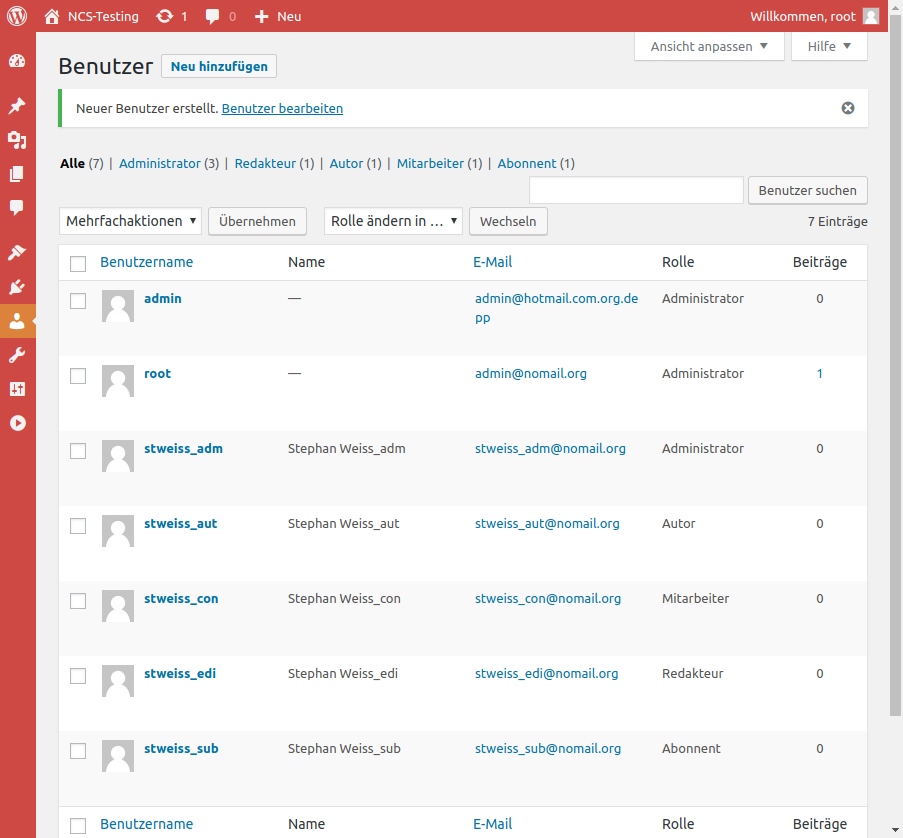 NCS-Testing 1 0 Neu Willkommen, root
Ansicht anpassen Hilfe
Benutzer Neu hinzufügen
Neuer Benutzer erstellt. Benutzer bearbeiten
Alle (7) | Administrator (3) | Redakteur (1) | Autor (1) | Mitarbeiter (1) | Abonnent (1)
Benutzer suchen
Mehrfachaktionen Übernehmen Rolle ändern in ... Wechseln 7 Einträge
Benutzername Name E-Mail Rolle Beiträge
admin — admin@hotmail.com.org.de Administrator 0
pp
root — admin@nomail.org Administrator 1
stweiss_adm Stephan Weiss_adm stweiss_adm@nomail.org Administrator 0
stweiss_aut Stephan Weiss_aut stweiss_aut@nomail.org Autor 0
stweiss_con Stephan Weiss_con stweiss_con@nomail.org Mitarbeiter 0
stweiss_edi Stephan Weiss_edi stweiss_edi@nomail.org Redakteur 0
stweiss_sub Stephan Weiss_sub stweiss_sub@nomail.org Abonnent 0
Benutzername Name E-Mail Rolle Beiträge